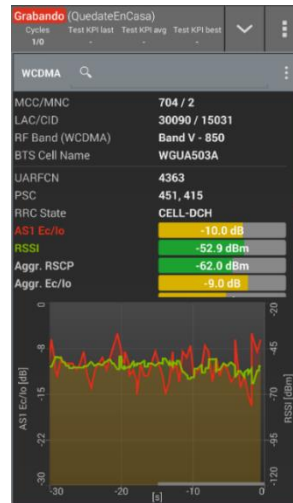 Grabando (QuedateEnCasa)
Cycles Test KPI last Test KPI avg Test KPI best
1/0 - - -
WCDMA
MCC/MNC 704 / 2
LAC/CID 30090 / 15031
RF Band (WCDMA) Band V - 850
BTS Cell Name WGUA503A
UARFCN 4363
PSC 451, 415
RRC State CELL-DCH
AS1 Ec/Io -10.0 dB
RSSI -52.9 dBm
Aggr. RSCP -62.0 dBm
Aggr. Ec/Io -9.0 dB
AS1 Ec/Io [dB]
0
-8
-15
-22
-30
RSSI [dBm]
-20
-45
-70
-95
-120
-30 -20 -10 0
[s]